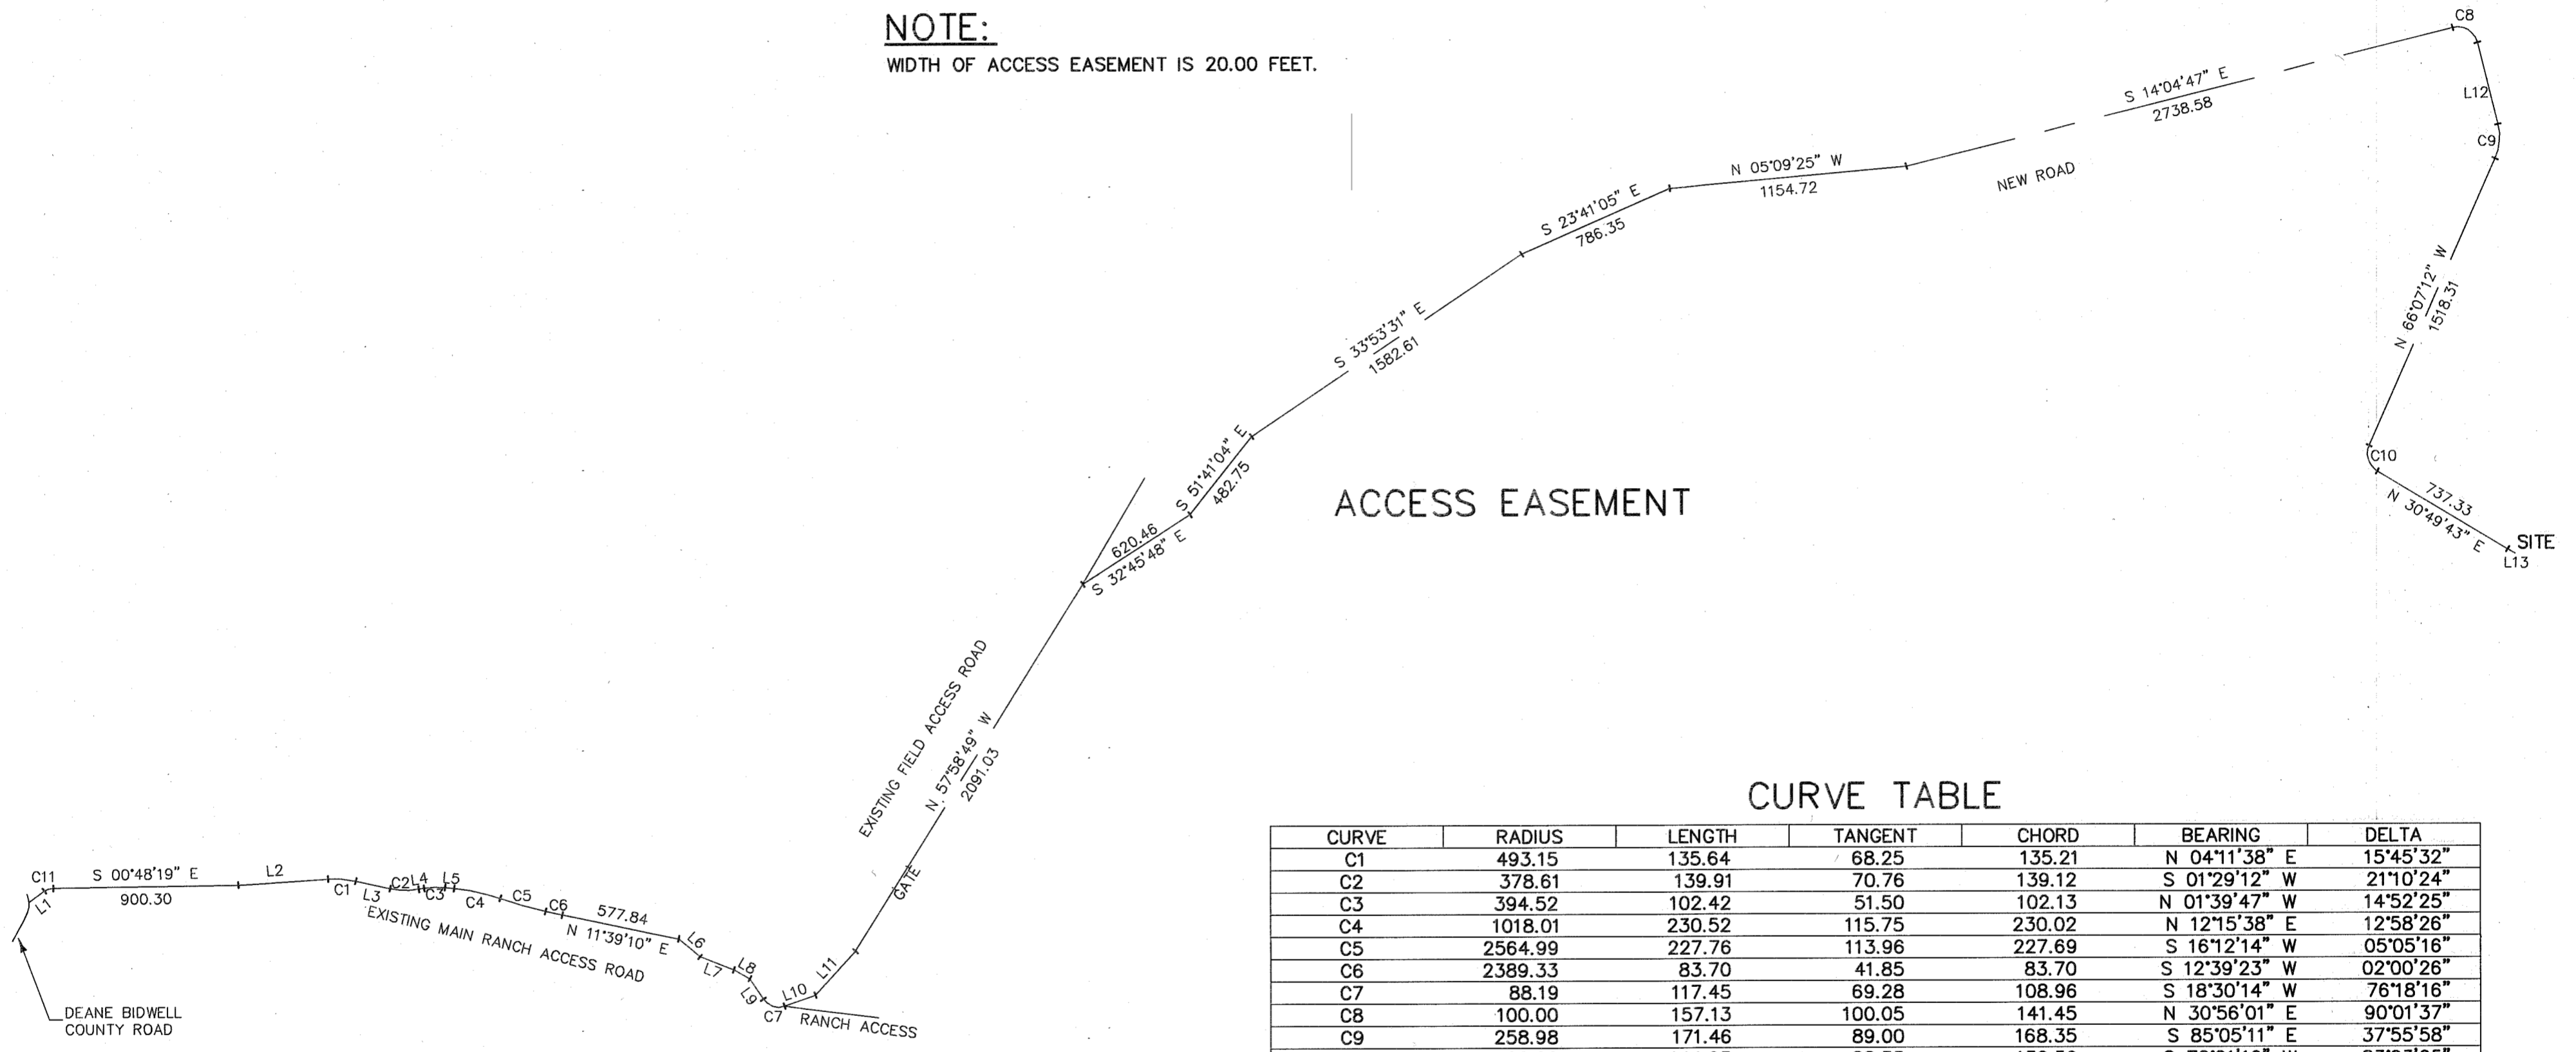 NOTE:
WIDTH OF ACCESS EASEMENT IS 20.00 FEET.
C8
S 14°04'47" E
2738.58
L12
C9
N 05°09'25" W
1154.72
NEW ROAD
S 23°41'05" E
786.35
N 66°07'12" W
1518.31
S 33°53'31" E
1582.61
C10
S 51°41'04" E
482.75
ACCESS EASEMENT
737.33
N 30°49'43" E
SITE
L13
620.46
S 32°45'48" E
EXISTING FIELD ACCESS ROAD
N 57°58'49" W
2091.03
GATE
C11
L1
S 00°48'19" E
900.30
L2
C1
L3
C2
L4
C3
L5
C4
C5
C6
577.84
N 11°39'10" E
EXISTING MAIN RANCH ACCESS ROAD
L6
L7
L8
L9
L10
L11
C7
RANCH ACCESS
DEANE BIDWELL
COUNTY ROAD
CURVE TABLE
CURVE RADIUS LENGTH TANGENT CHORD BEARING DELTA
C1 493.15 135.64 68.25 135.21 N 04°11'38" E 15°45'32"
C2 378.61 139.91 70.76 139.12 S 01°29'12" W 21°10'24"
C3 394.52 102.42 51.50 102.13 N 01°39'47" W 14°52'25"
C4 1018.01 230.52 115.75 230.02 N 12°15'38" E 12°58'26"
C5 2564.99 227.76 113.96 227.69 S 16°12'14" W 05°05'16"
C6 2389.33 83.70 41.85 83.70 S 12°39'23" W 02°00'26"
C7 88.19 117.45 69.28 108.96 S 18°30'14" W 76°18'16"
C8 100.00 157.13 100.05 141.45 N 30°56'01" E 90°01'37"
C9 258.98 171.46 89.00 168.35 S 85°05'11" E 37°55'58"